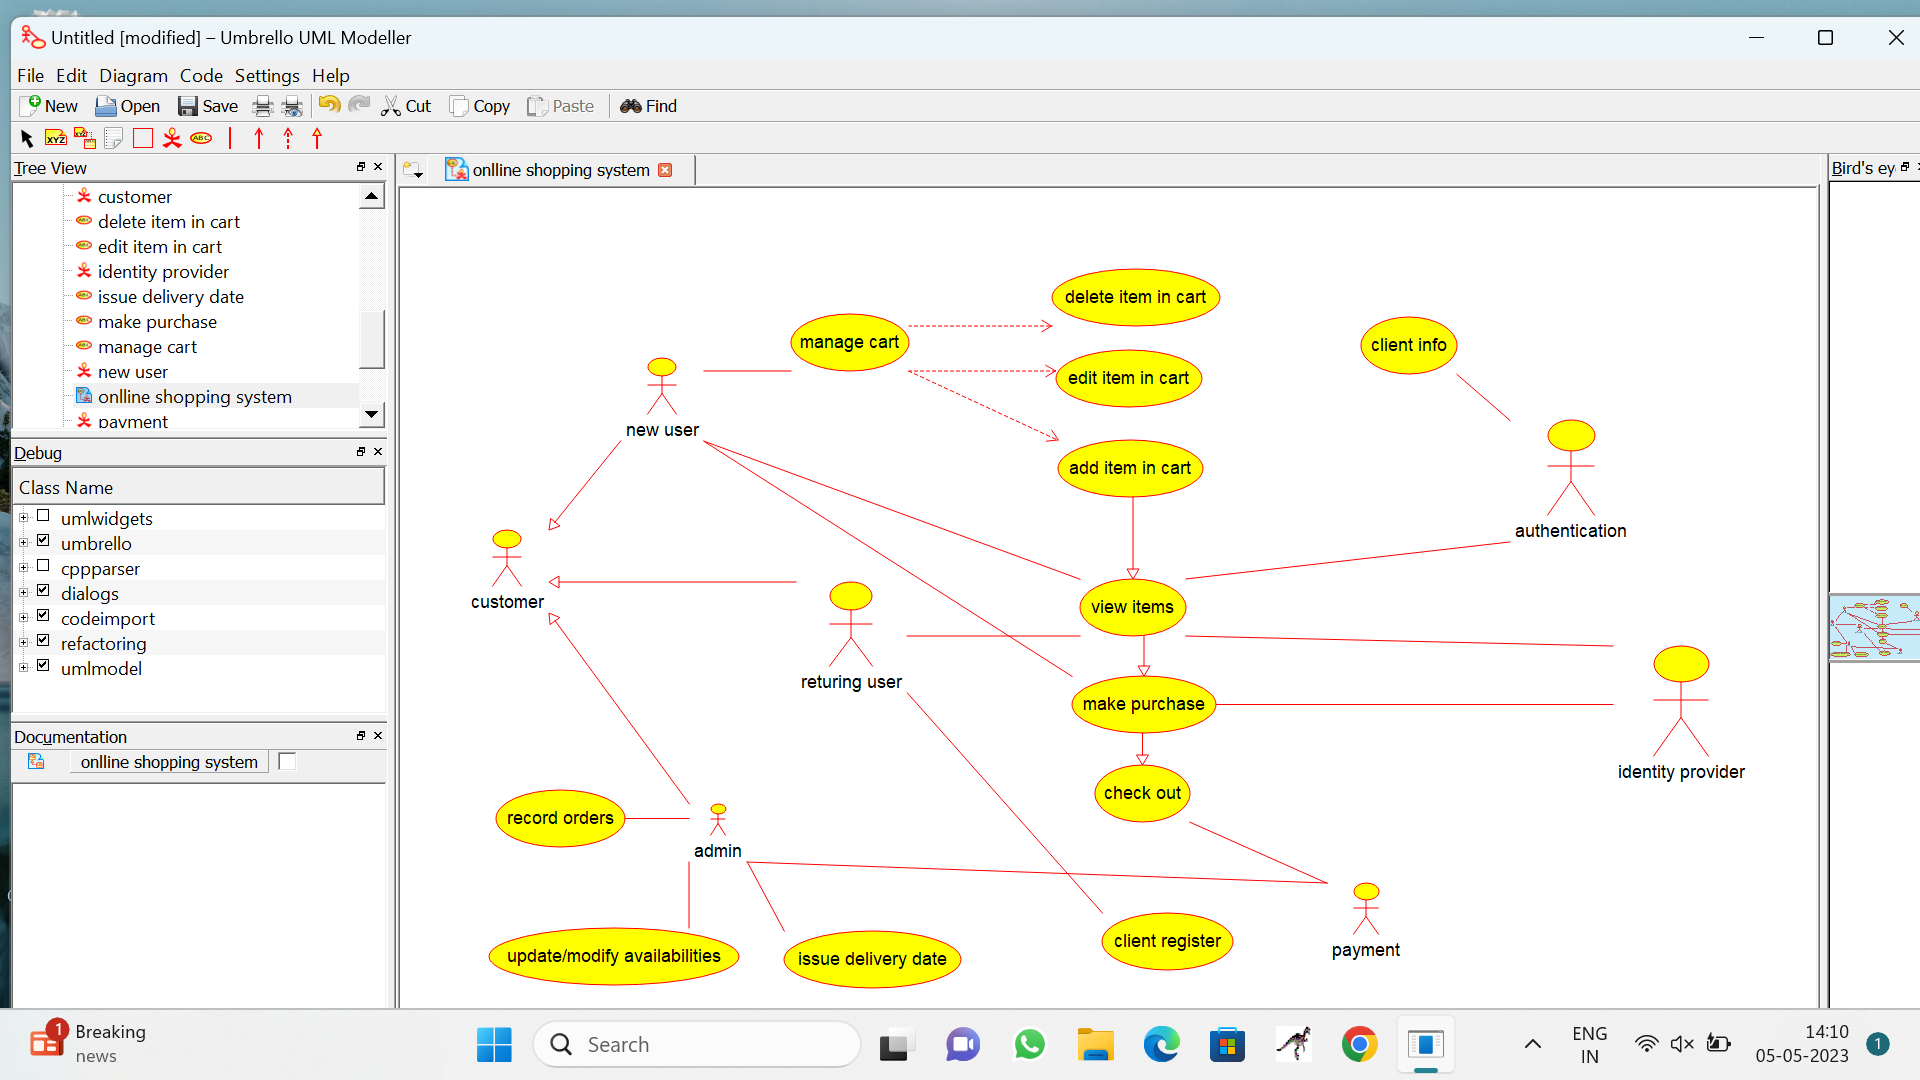 Untitled [modified] – Umbrello UML Modeller
File Edit Diagram Code Settings Help
New Open Save Cut Copy Paste Find
XYZ XYZ ABC
Tree View
onlline shopping system
Bird's ey
customer
delete item in cart
edit item in cart
identity provider
issue delivery date
make purchase
manage cart
new user
onlline shopping system
payment
Debug
Class Name
umlwidgets
umbrello
cppparser
dialogs
codeimport
refactoring
umlmodel
Documentation
onlline shopping system
delete item in cart
manage cart
client info
edit item in cart
new user
add item in cart
authentication
customer
view items
returing user
make purchase
identity provider
check out
record orders
admin
client register
payment
update/modify availabilities
issue delivery date
1
Breaking
news
Search
ENG
IN
14:10
05-05-2023
1